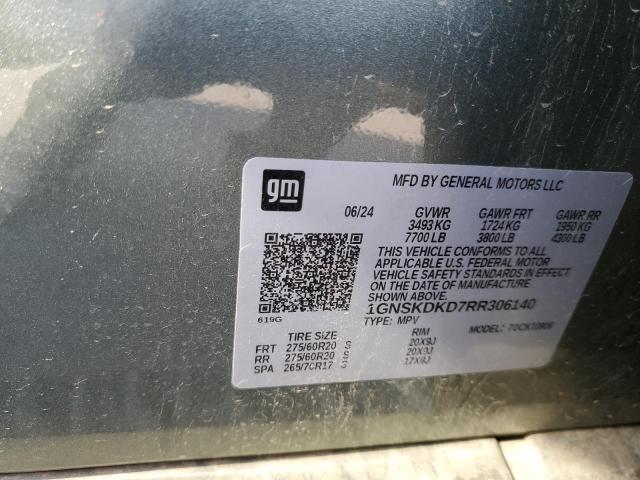 gm
MFD BY GENERAL MOTORS LLC
06/24 GVWR GAWR FRT GAWR RR
3493 KG 1724 KG 1950 KG
7700 LB 3800 LB 4300 LB
THIS VEHICLE CONFORMS TO ALL
APPLICABLE U.S. FEDERAL MOTOR
VEHICLE SAFETY STANDARDS IN EFFECT
ON THE DATE OF MANUFACTURE
SHOWN ABOVE.
1GNSKDKD7RR306140
TYPE: MPV MODEL:
619G
TIRE SIZE RIM
FRT 275/60R20 S 20X9J
RR 275/60R20 S 20X9J
SPA 265/70R17 S 17X8J